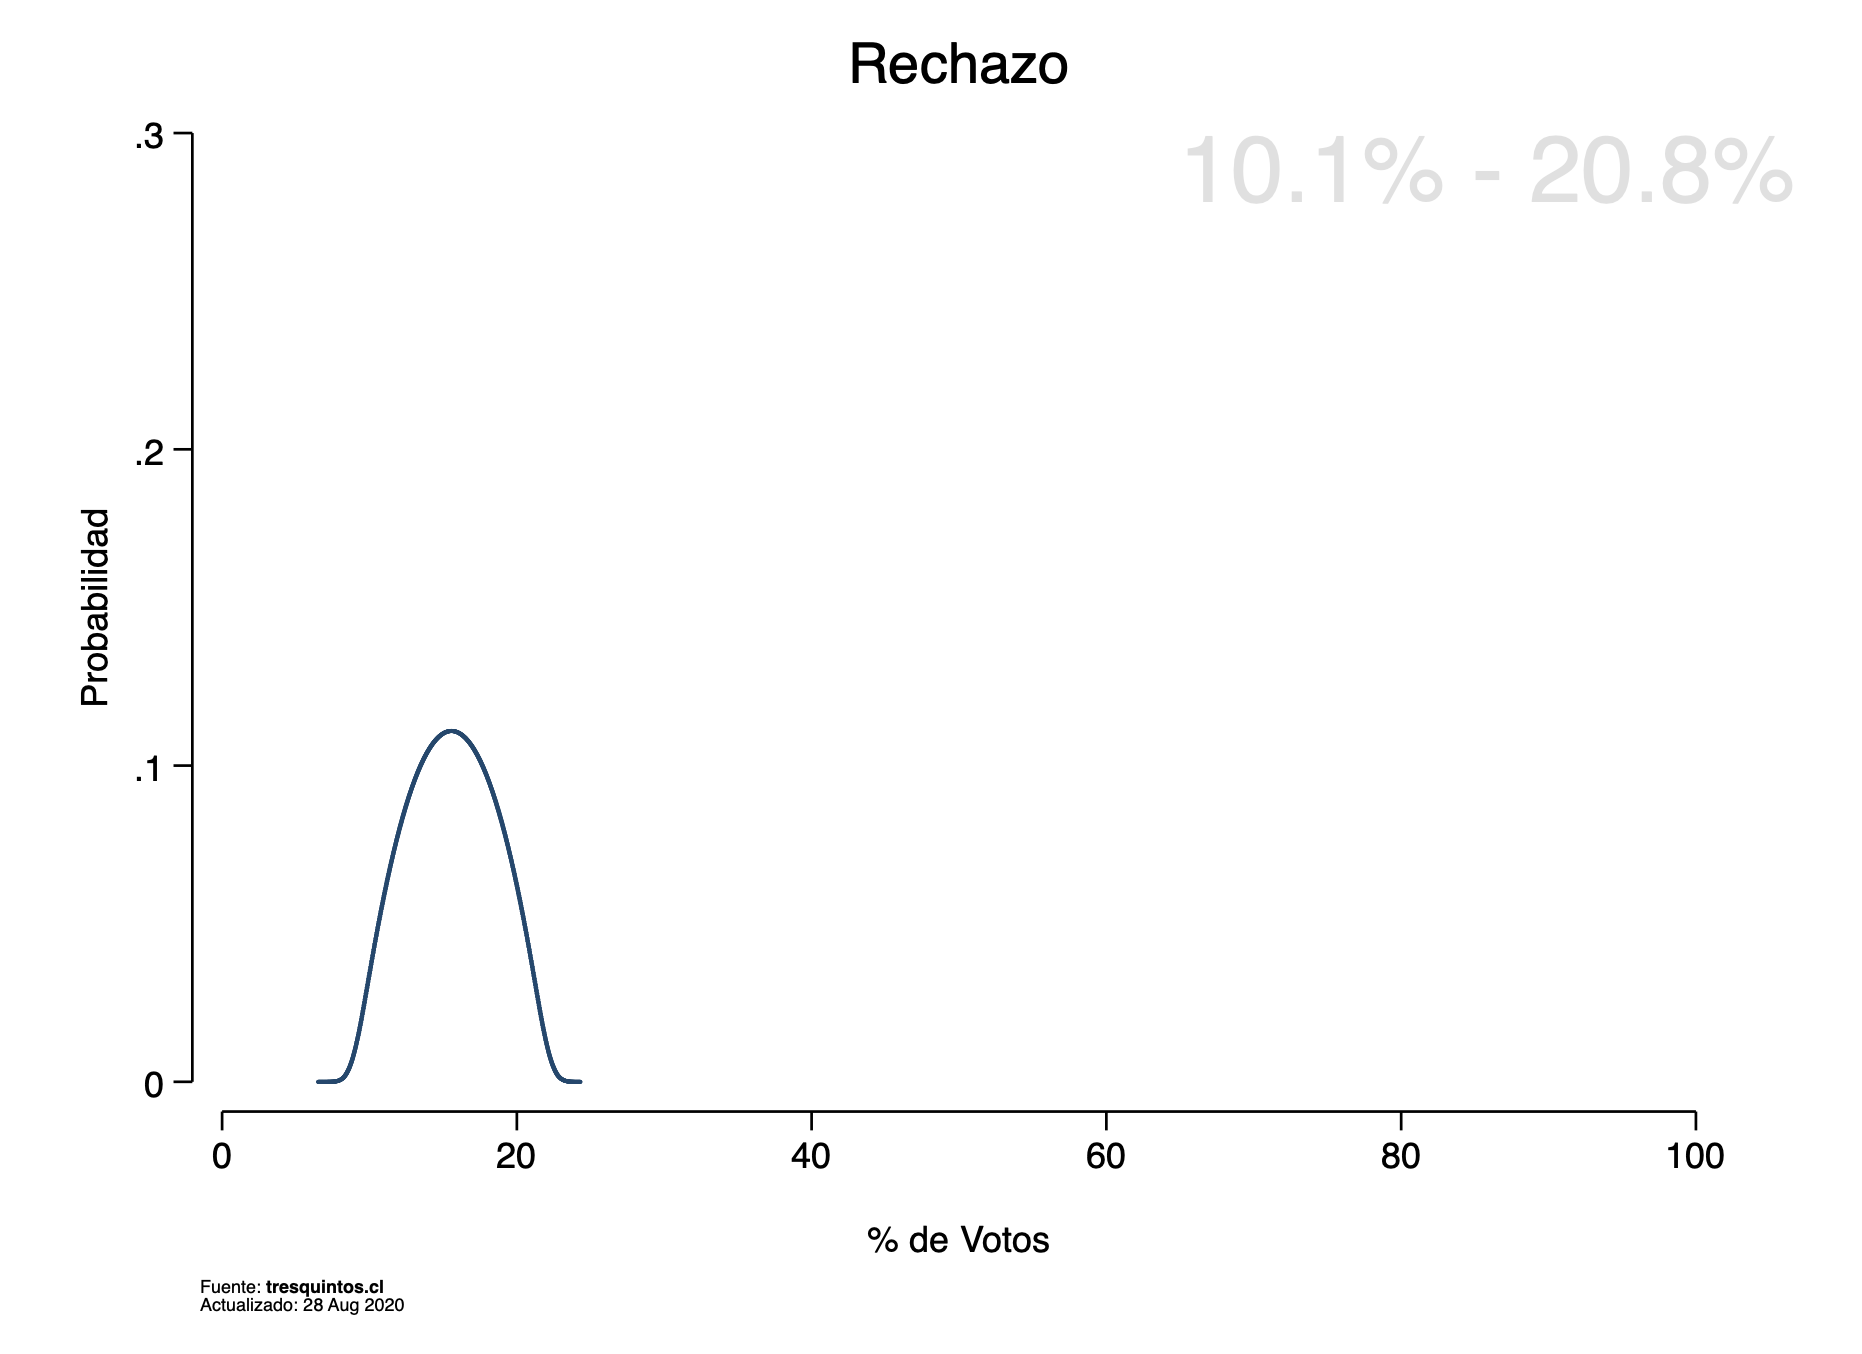 Rechazo
10.1% - 20.8%
.3
.2
.1
0
Probabilidad
0 20 40 60 80 100
% de Votos
Fuente: tresquintos.cl
Actualizado: 28 Aug 2020